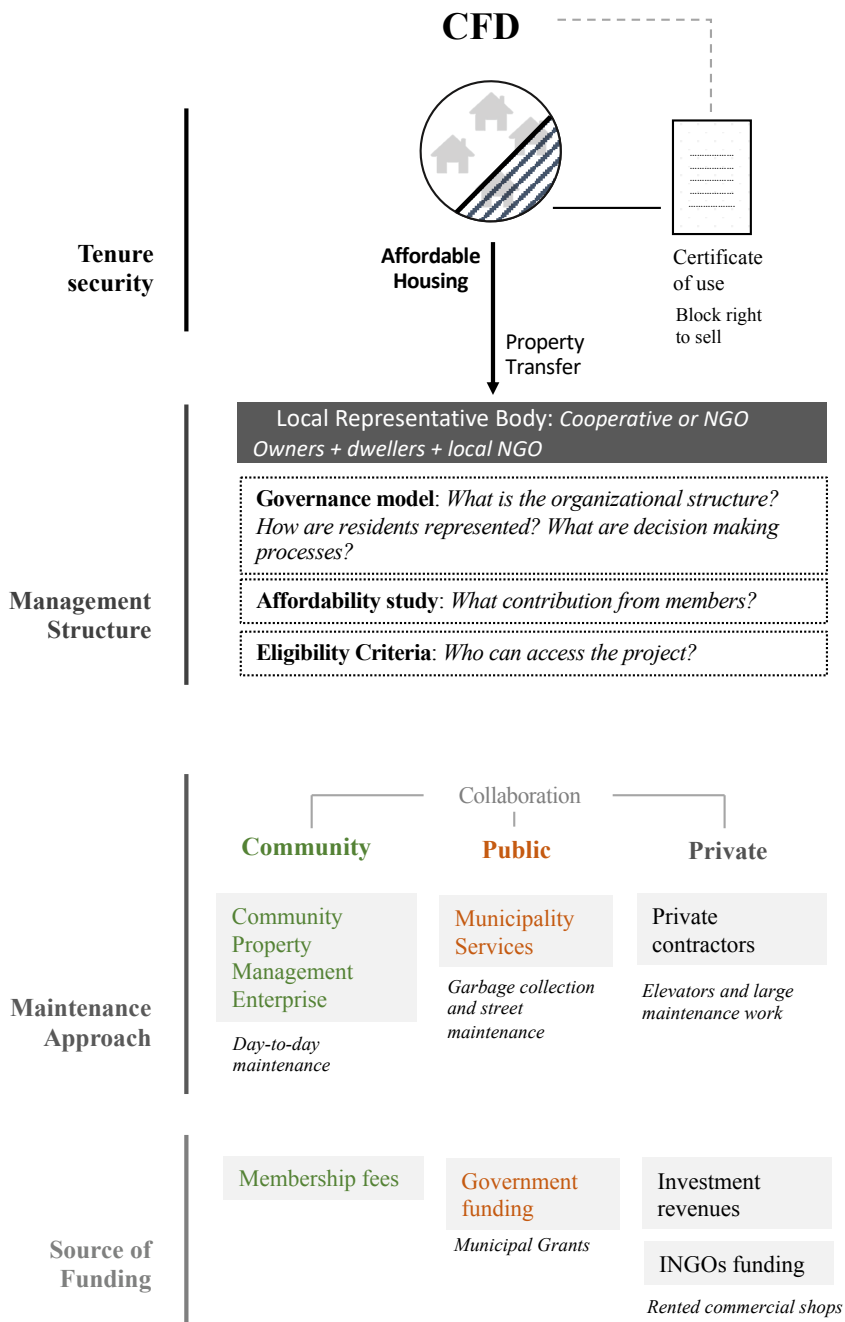 CFD
Tenure
security
Affordable
Housing
Certificate
of use
Block right
to sell
Property
Transfer
Management
Structure
Local Representative Body: Cooperative or NGO
Owners + dwellers + local NGO
Governance model: What is the organizational structure?
How are residents represented? What are decision making
processes?
Affordability study: What contribution from members?
Eligibility Criteria: Who can access the project?
Maintenance
Approach
Collaboration
Community
Public
Private
Community
Property
Management
Enterprise
Day-to-day
maintenance
Municipality
Services
Garbage collection
and street
maintenance
Private
contractors
Elevators and large
maintenance work
Source of
Funding
Membership fees
Government
funding
Municipal Grants
Investment
revenues
INGOs funding
Rented commercial shops